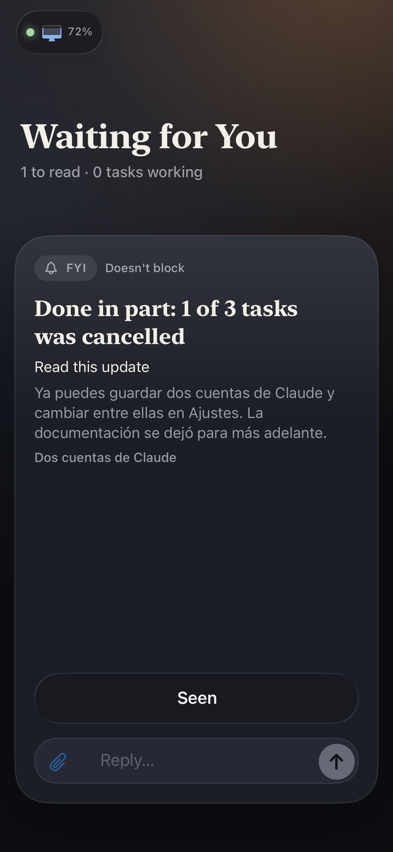 72%
Waiting for You
1 to read · 0 tasks working
FYI Doesn't block
Done in part: 1 of 3 tasks
was cancelled
Read this update
Ya puedes guardar dos cuentas de Claude y
cambiar entre ellas en Ajustes. La
documentación se dejó para más adelante.
Dos cuentas de Claude
Seen
Reply...